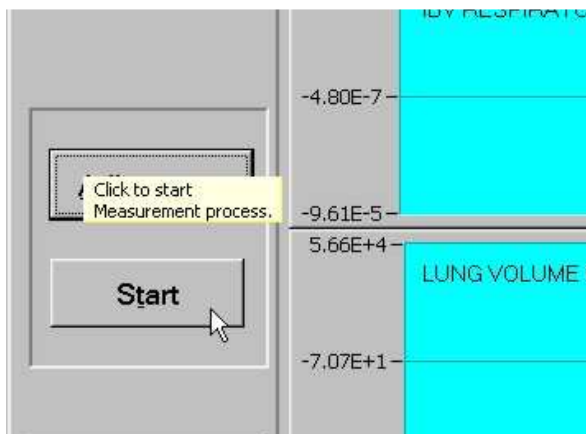 -4.80E-7
-9.61E-5
Click to start
Measurement process.
Start
5.66E+4
LUNG VOLUME
-7.07E+1